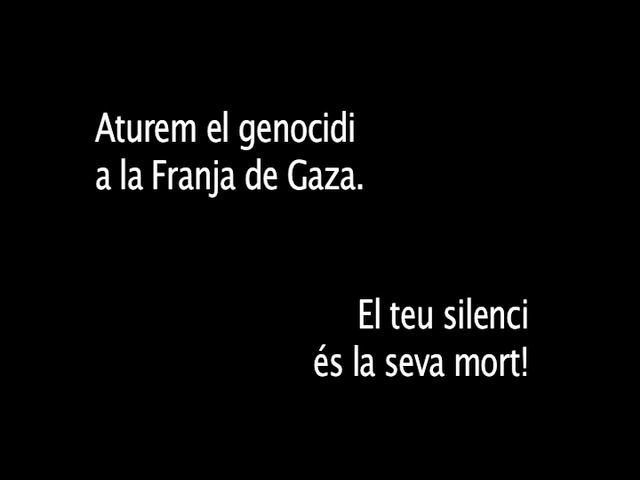 Aturem el genocidi
a la Franja de Gaza.
El teu silenci
és la seva mort!